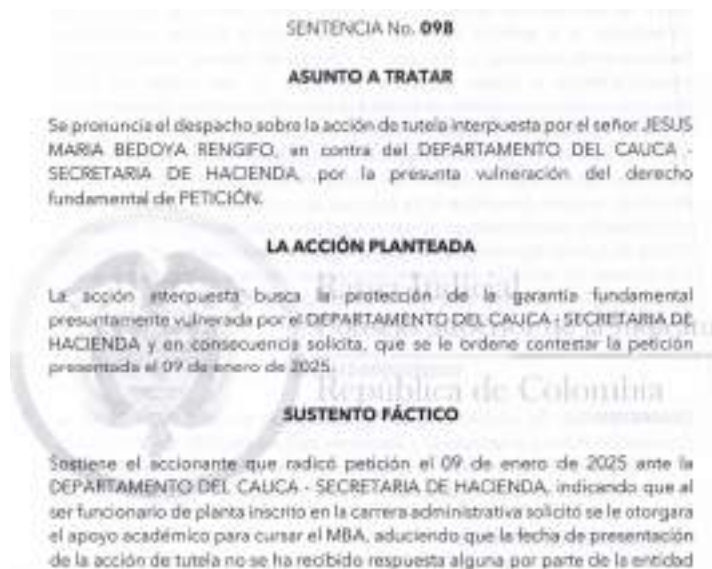 SENTENCIA No. 098
ASUNTO A TRATAR
Se pronuncia el despacho sobre la acción de tutela interpuesta por el señor JESUS
MARIA BEDOYA RENGIFO, en contra del DEPARTAMENTO DEL CAUCA -
SECRETARIA DE HACIENDA, por la presunta vulneración del derecho
fundamental de PETICIÓN.
LA ACCIÓN PLANTEADA
La acción interpuesta busca la protección de la garantía fundamental
presuntamente vulnerada por el DEPARTAMENTO DEL CAUCA - SECRETARIA DE
HACIENDA y en consecuencia solicita, que se le ordene contestar la petición
presentada el 09 de enero de 2025.
República de Colombia
SUSTENTO FÁCTICO
Sostiene el accionante que radicó petición el 09 de enero de 2025 ante la
DEPARTAMENTO DEL CAUCA - SECRETARIA DE HACIENDA, indicando que al
ser funcionario de planta inscrito en la carrera administrativa solicitó se le otorgara
el apoyo académico para cursar el MBA, aduciendo que la fecha de presentación
de la acción de tutela no se ha recibido respuesta alguna por parte de la entidad